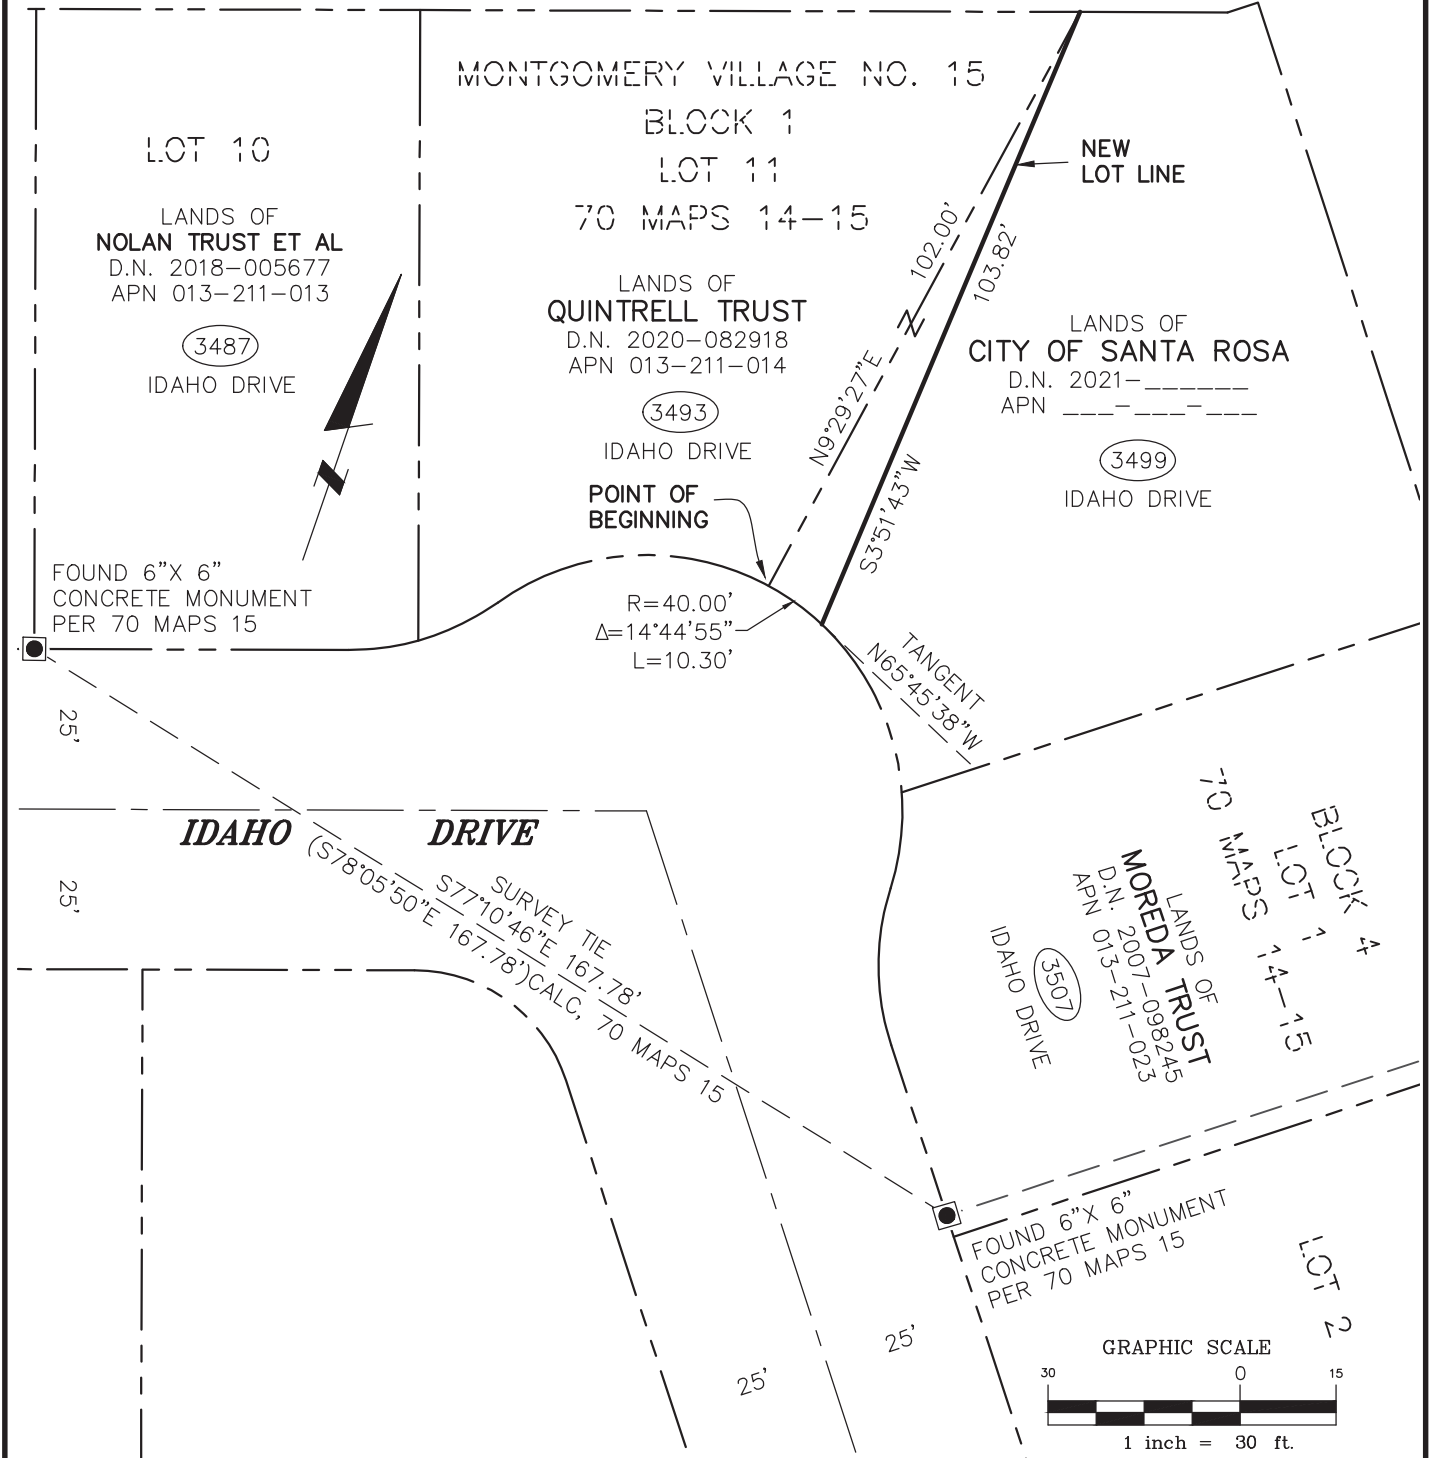 MONTGOMERY VILLAGE NO. 15
BLOCK 1
LOT 11
70 MAPS 14-15
LOT 10
LANDS OF
NOLAN TRUST ET AL
D.N. 2018-005677
APN 013-211-013
3487
IDAHO DRIVE
LANDS OF
QUINTRELL TRUST
D.N. 2020-082918
APN 013-211-014
3493
IDAHO DRIVE
NEW
LOT LINE
102.00'
N9°29'27"E
103.82'
S3°51'43"W
LANDS OF
CITY OF SANTA ROSA
D.N. 2021-______
APN ___-___-___
3499
IDAHO DRIVE
POINT OF
BEGINNING
R=40.00'
Δ=14°44'55"
L=10.30'
TANGENT
N65°45'38"W
FOUND 6"X 6"
CONCRETE MONUMENT
PER 70 MAPS 15
25'
25'
IDAHO DRIVE
SURVEY TIE
S77°10'46"E 167.78'
(S78°05'50"E 167.78')CALC, 70 MAPS 15
BLOCK 4
LOT 1
70 MAPS 14-15
LANDS OF
MOREDA TRUST
D.N. 2007-098245
APN 013-211-023
3507
IDAHO DRIVE
FOUND 6"X 6"
CONCRETE MONUMENT
PER 70 MAPS 15
LOT 2
25'
25'
GRAPHIC SCALE
30 0 15
1 inch = 30 ft.